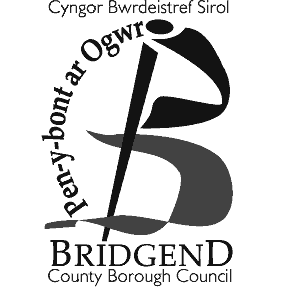 Cyngor Bwrdeistref Sirol
Pen-y-bont ar Ogwr
BRIDGEND
County Borough Council